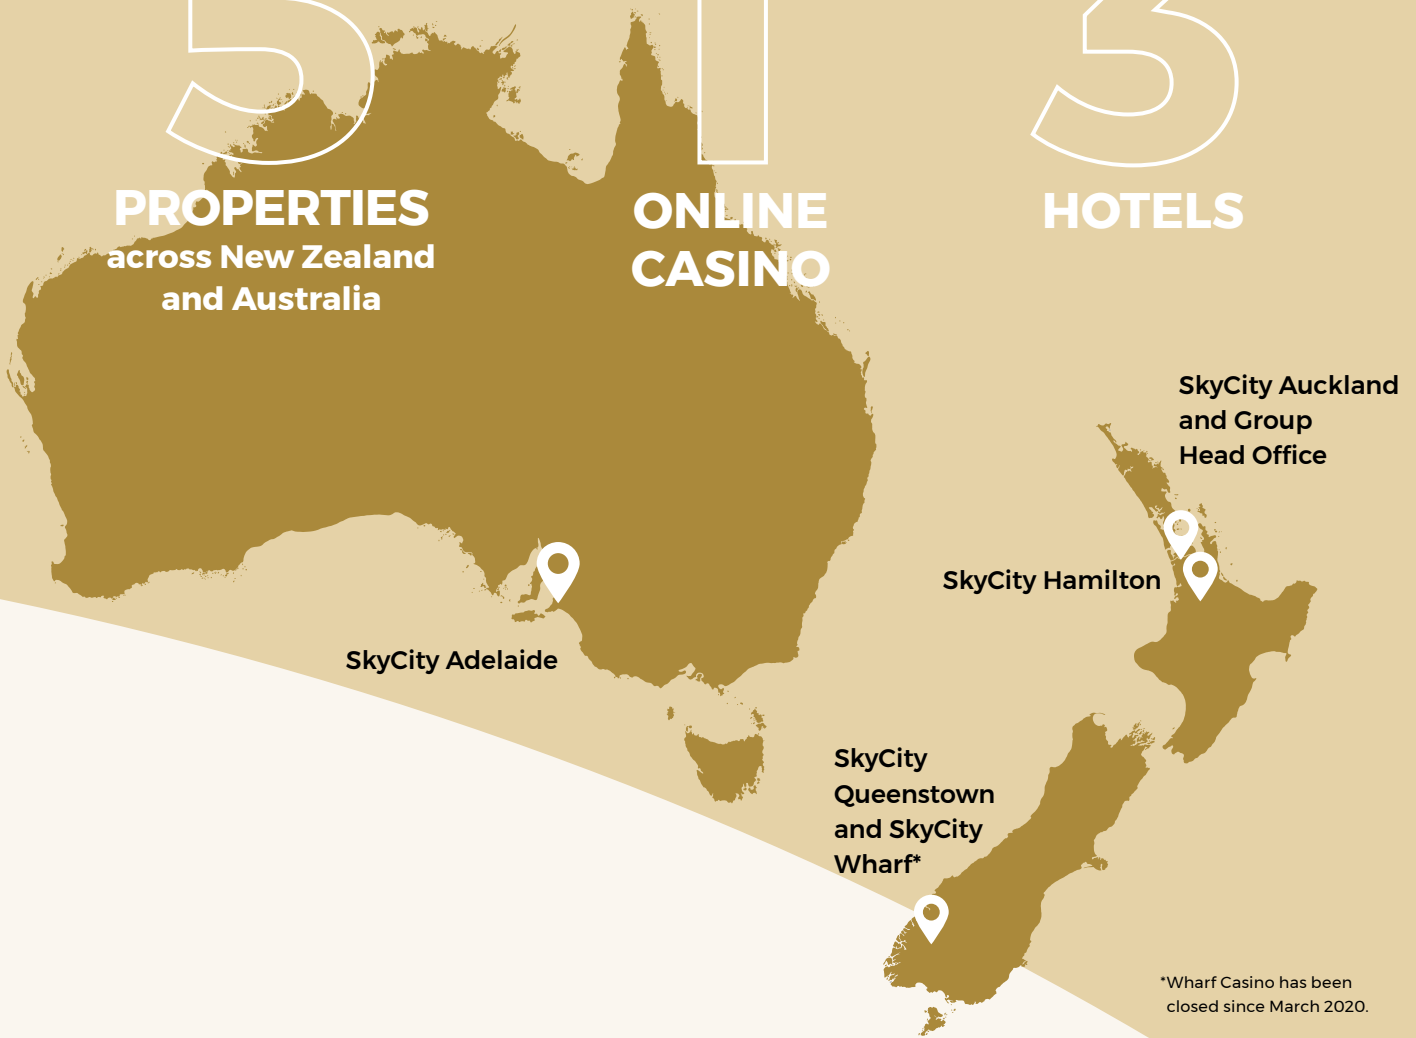 5
1
3
PROPERTIES
across New Zealand
and Australia
ONLINE
CASINO
HOTELS
SkyCity Auckland
and Group
Head Office
SkyCity Hamilton
SkyCity Adelaide
SkyCity
Queenstown
and SkyCity
Wharf*
*Wharf Casino has been
closed since March 2020.